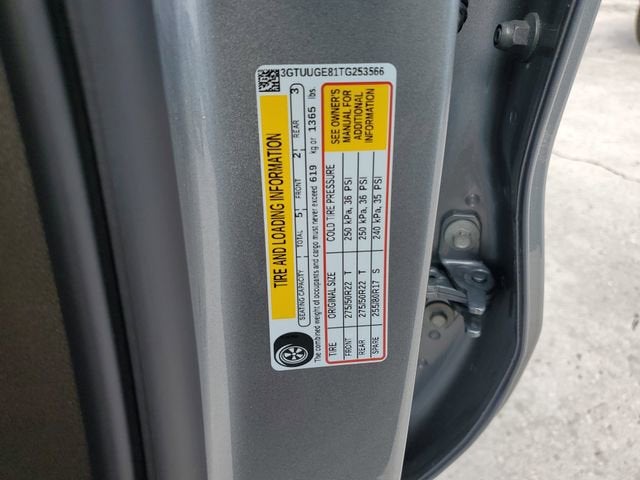 3GTUUGE81TG253566
TIRE AND LOADING INFORMATION
SEATING CAPACITY TOTAL 5 FRONT 2 REAR 3
The combined weight of occupants and cargo must never exceed 619 kg or 1365 lbs.
TIRE ORIGINAL SIZE COLD TIRE PRESSURE
FRONT 275/50R22 T 250 kPa, 36 PSI
REAR 275/50R22 T 250 kPa, 36 PSI
SPARE 255/80R17 S 240 kPa, 35 PSI
SEE OWNER'S
MANUAL FOR
ADDITIONAL
INFORMATION